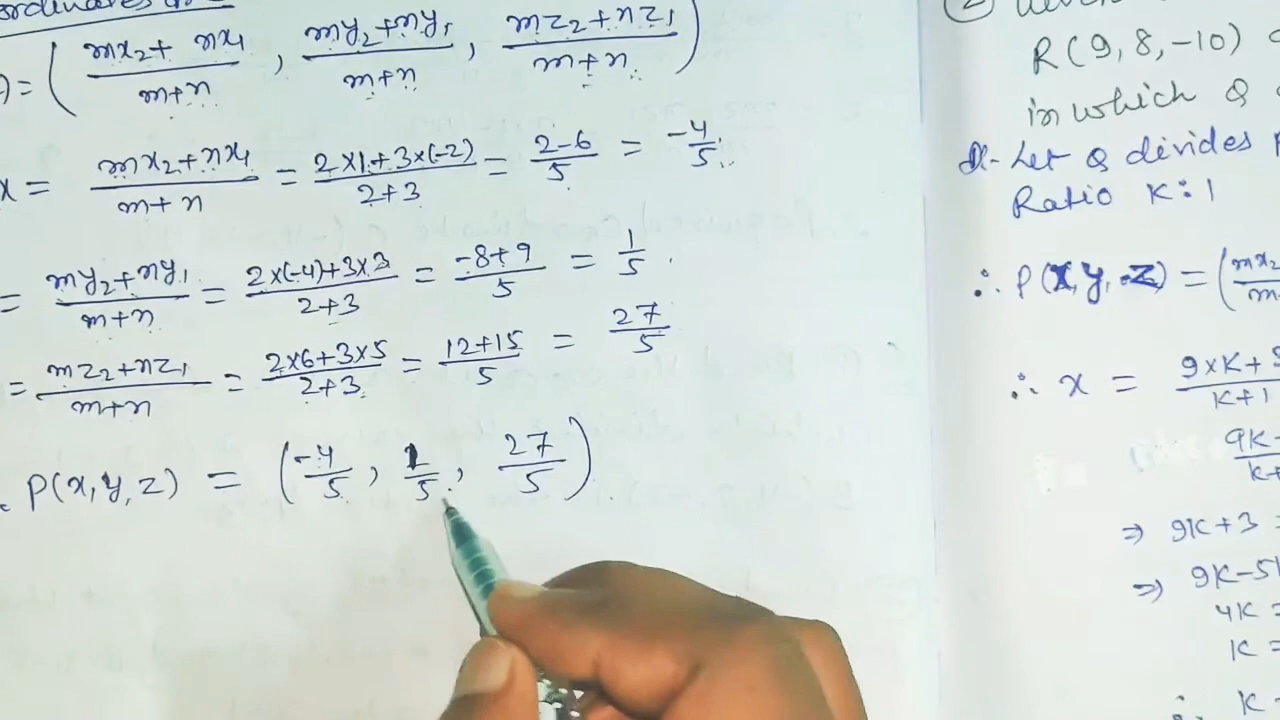 ) = ( mx₂ + nx₁ / m+n , my₂ + ny₁ / m+n , mz₂ + nz₁ / m+n )
x = mx₂ + nx₁ / m+n = 2×1+3×(-2) / 2+3 = 2-6 / 5 = -4/5
= my₂ + ny₁ / m+n = 2×(-4)+3×3 / 2+3 = -8+9 / 5 = 1/5
= mz₂ + nz₁ / m+n = 2×6+3×5 / 2+3 = 12+15 / 5 = 27/5
P(x, y, z) = ( -4/5 , 1/5 , 27/5 )
2
R(9, 8, -10)
in which Q
Let Q divides
Ratio K:1
∴ P(x, y, z) = ( mx₂
∴ x = 9×K+ / K+1
9K
⇒ 9K+3 =
⇒ 9K-5K
4K =
K =
∴ K =